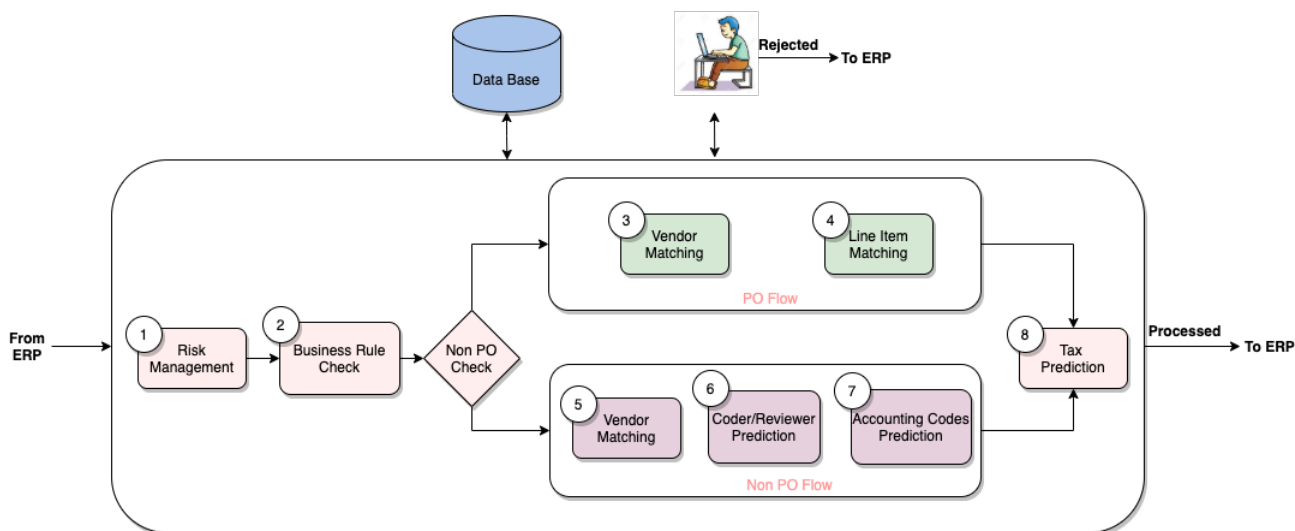 Data Base
Rejected
To ERP
3
Vendor
Matching
4
Line Item
Matching
PO Flow
From
ERP
1
Risk
Management
2
Business Rule
Check
Non PO
Check
8
Tax
Prediction
Processed
To ERP
5
Vendor
Matching
6
Coder/Reviewer
Prediction
7
Accounting Codes
Prediction
Non PO Flow